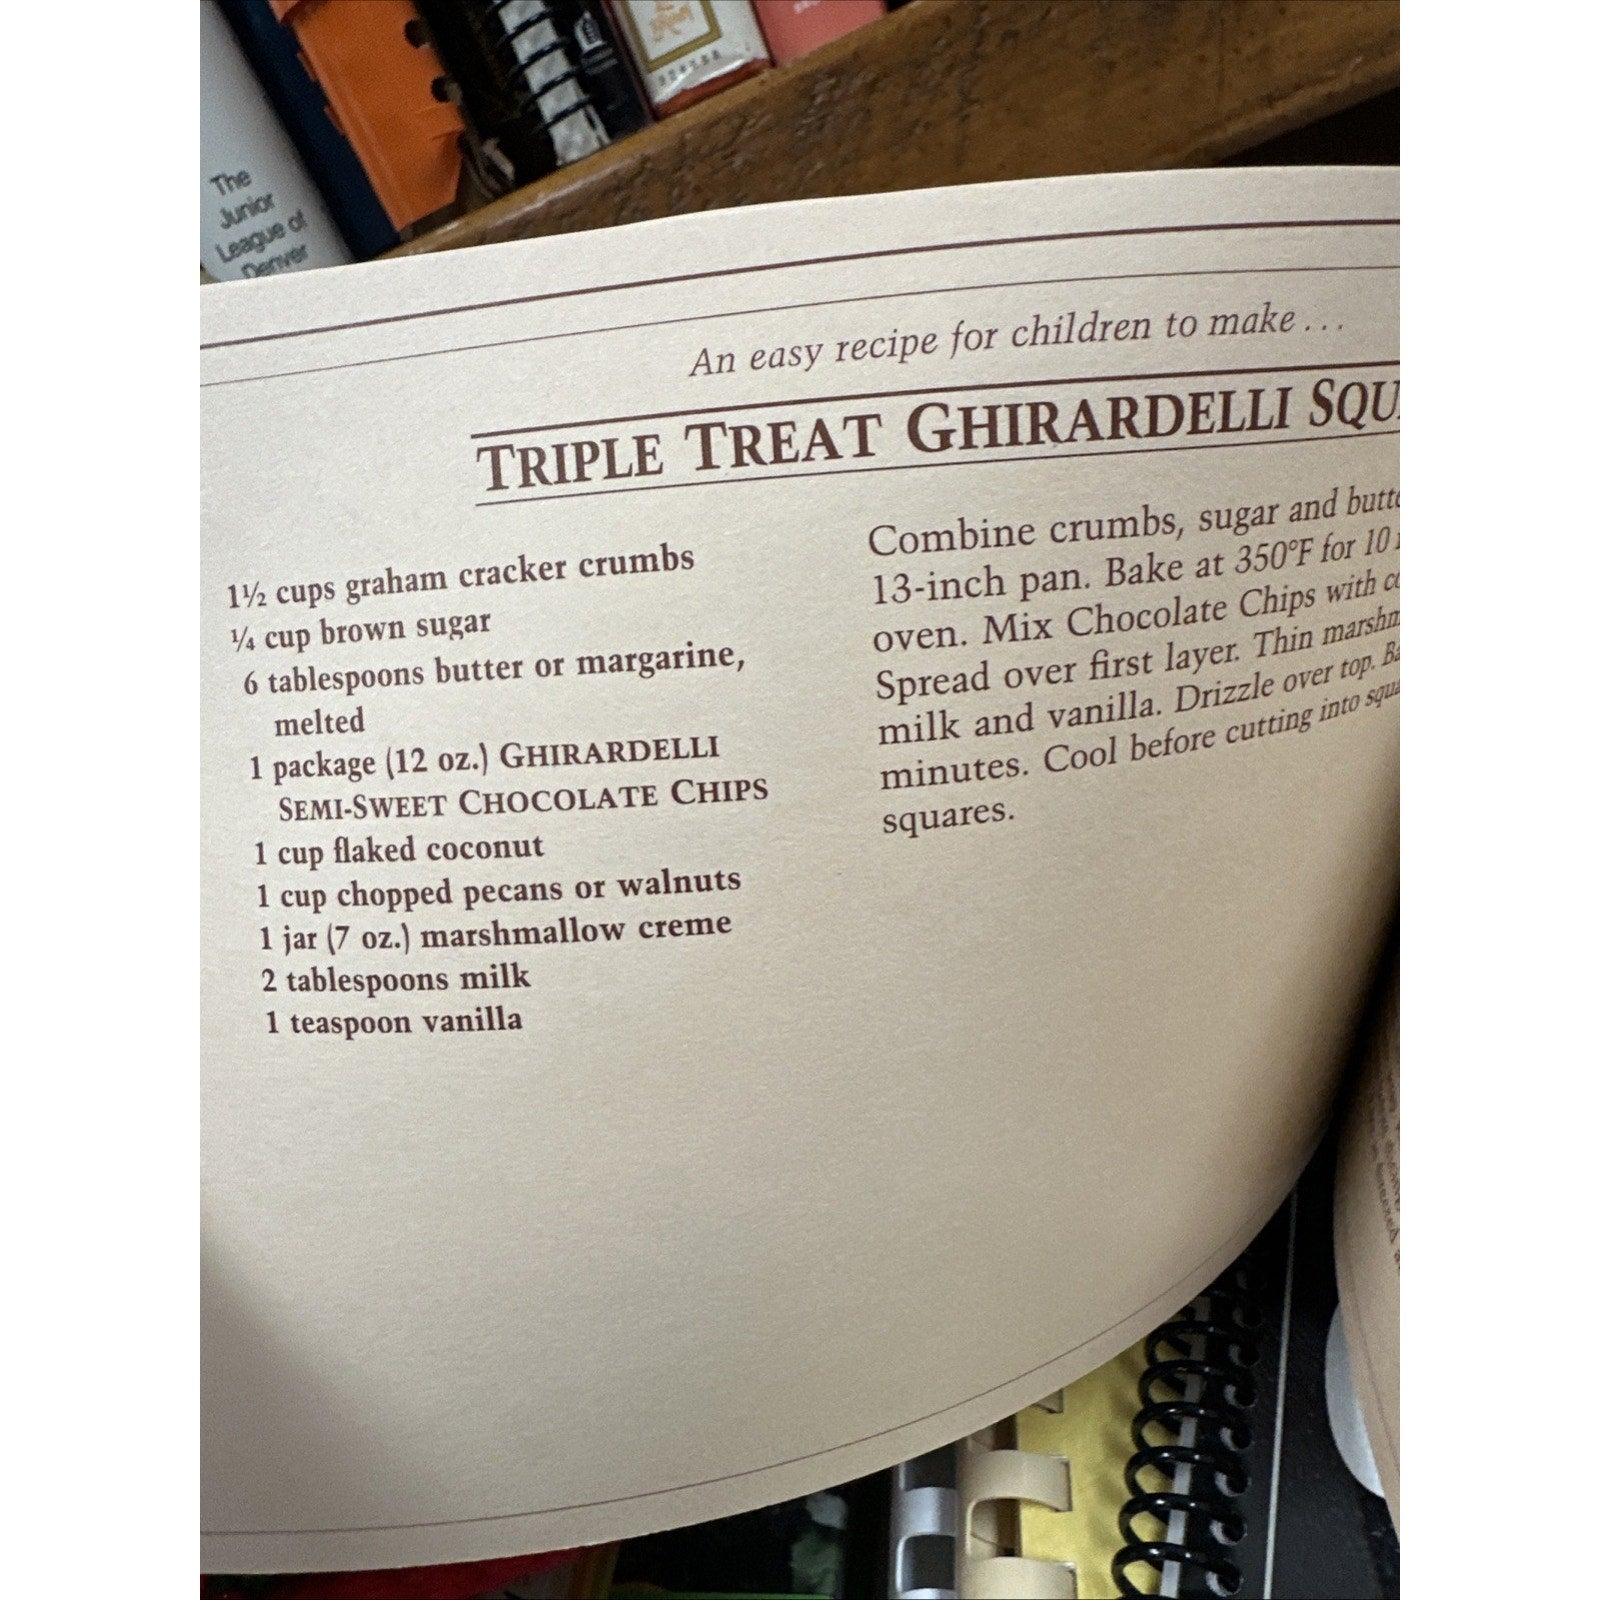 The
Junior
League of
Denver
An easy recipe for children to make . . .
TRIPLE TREAT GHIRARDELLI
1½ cups graham cracker crumbs
¼ cup brown sugar
6 tablespoons butter or margarine,
melted
1 package (12 oz.) GHIRARDELLI
SEMI-SWEET CHOCOLATE CHIPS
1 cup flaked coconut
1 cup chopped pecans or walnuts
1 jar (7 oz.) marshmallow creme
2 tablespoons milk
1 teaspoon vanilla
Combine crumbs, sugar and
13-inch pan. Bake at 350°F for 10
oven. Mix Chocolate Chips with
Spread over first layer. Thin
milk and vanilla. Drizzle over top.
minutes. Cool before cutting into
squares.